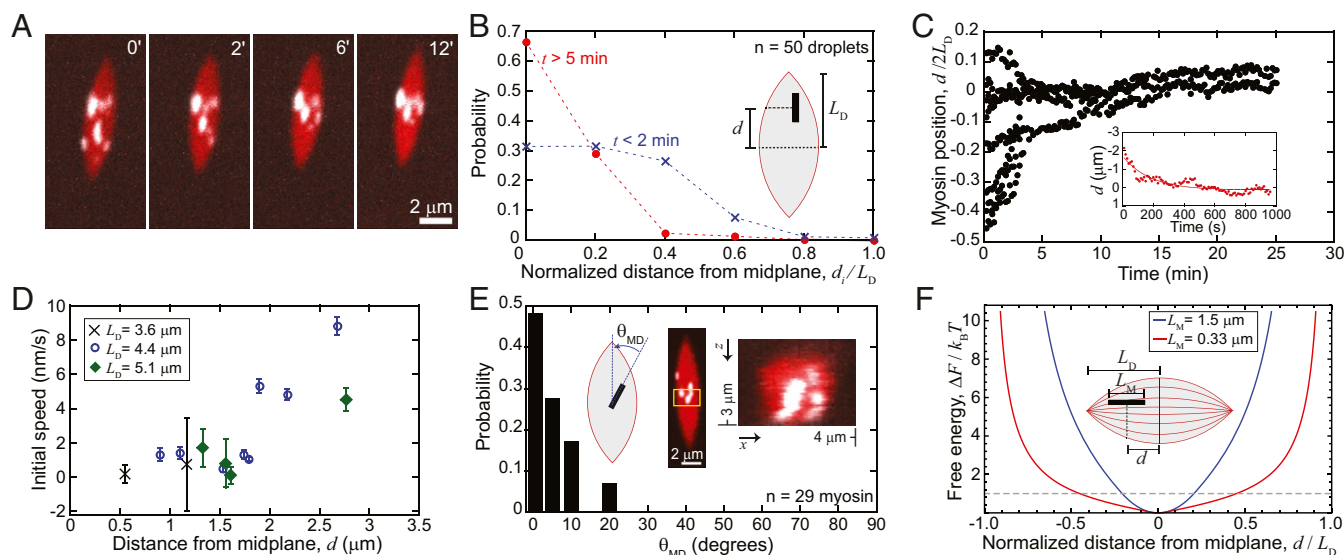 A
0'
2'
6'
12'
2 μm
B
Probability
0.7
0.6
0.5
0.4
0.3
0.2
0.1
0
t > 5 min
t < 2 min
n = 50 droplets
d
L_D
0 0.2 0.4 0.6 0.8 1.0
Normalized distance from midplane, d_i/L_D
C
Myosin position, d/2L_D
0.2
0.1
0
-0.1
-0.2
-0.3
-0.4
-0.5
d (μm)
-2
-1
0
1
0 200 400 600 800 1000
Time (s)
0 5 10 15 20 25 30
Time (min)
D
Initial speed (nm/s)
10
8
6
4
2
0
-2
L_D= 3.6 μm
L_D= 4.4 μm
L_D= 5.1 μm
0 0.5 1 1.5 2 2.5 3 3.5
Distance from midplane, d (μm)
E
Probability
0.5
0.4
0.3
0.2
0.1
0
θ_MD
2 μm
z
3 μm
x
4 μm
n = 29 myosin
0 10 20 30 40 50 60 70 80 90
θ_MD (degrees)
F
Free energy, ΔF / k_BT
10
8
6
4
2
L_M= 1.5 μm
L_M= 0.33 μm
L_D
L_M
d
-1.0 -0.5 0 0.5 1.0
Normalized distance from midplane, d/L_D